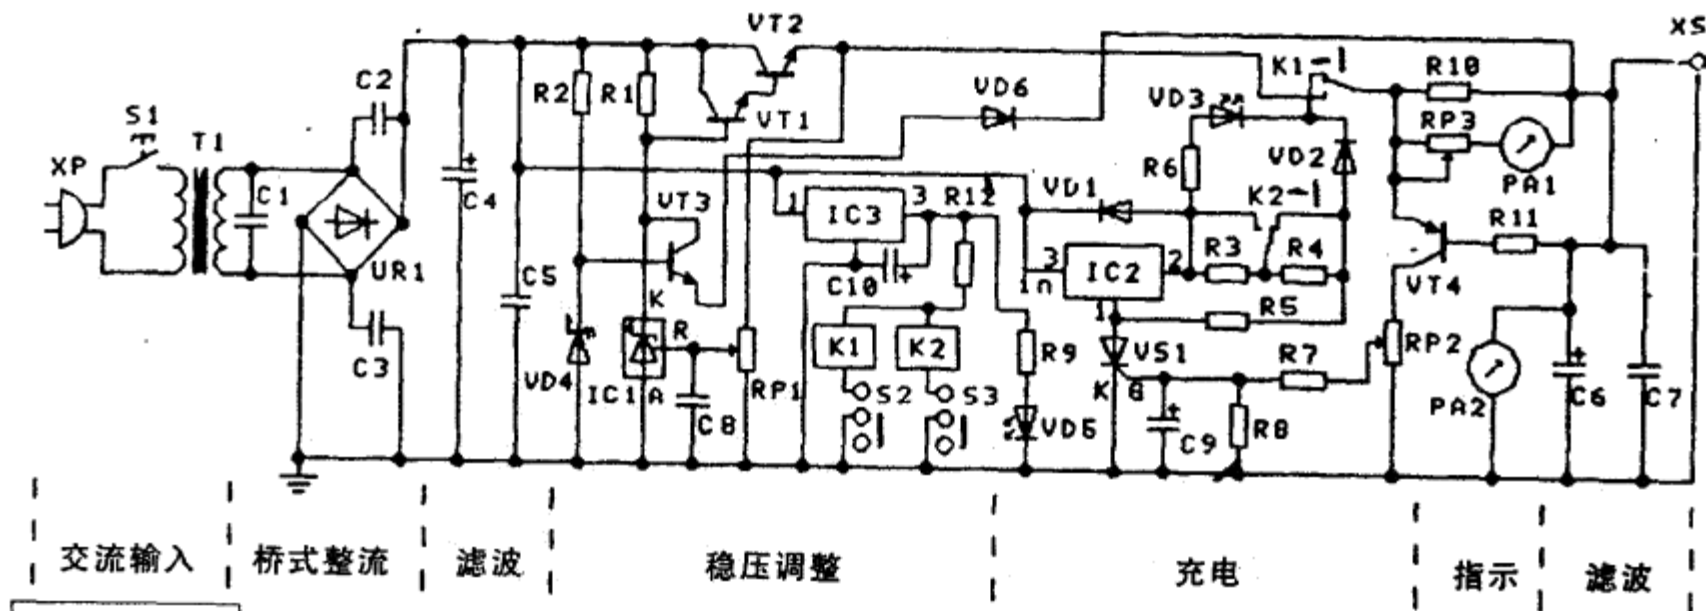 VT2
XS
C2
R2
R1
VD6
K1-1
R10
S1
VT1
VD3
RP3
XP
T1
C1
C4
VT3
1
IC3
3
R12
VD1
R6
K2-1
VD2
PA1
UR1
C5
C10
3
IC2
2
R3
R4
R11
In
1
R5
VT4
K
R
C3
VD4
IC1
A
C8
RP1
K1
K2
R9
VS1
R7
RP2
S2
S3
K
G
VD5
C9
R8
PA2
C6
C7
交流输入
桥式整流
滤波
稳压调整
充电
指示
滤波